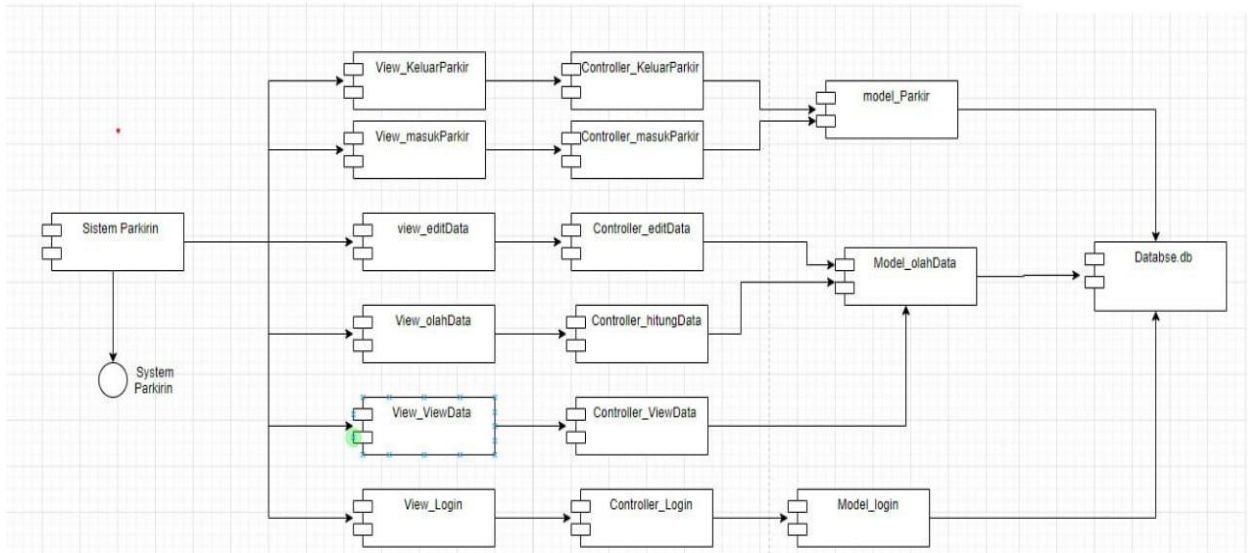 View_KeluarParkir
Controller_KeluarParkir
model_Parkir
View_masukParkir
Controller_masukParkir
Sistem Parkirin
view_editData
Controller_editData
Model_olahData
Databse.db
View_olahData
Controller_hitungData
System
Parkirin
View_ViewData
Controller_ViewData
View_Login
Controller_Login
Model_login